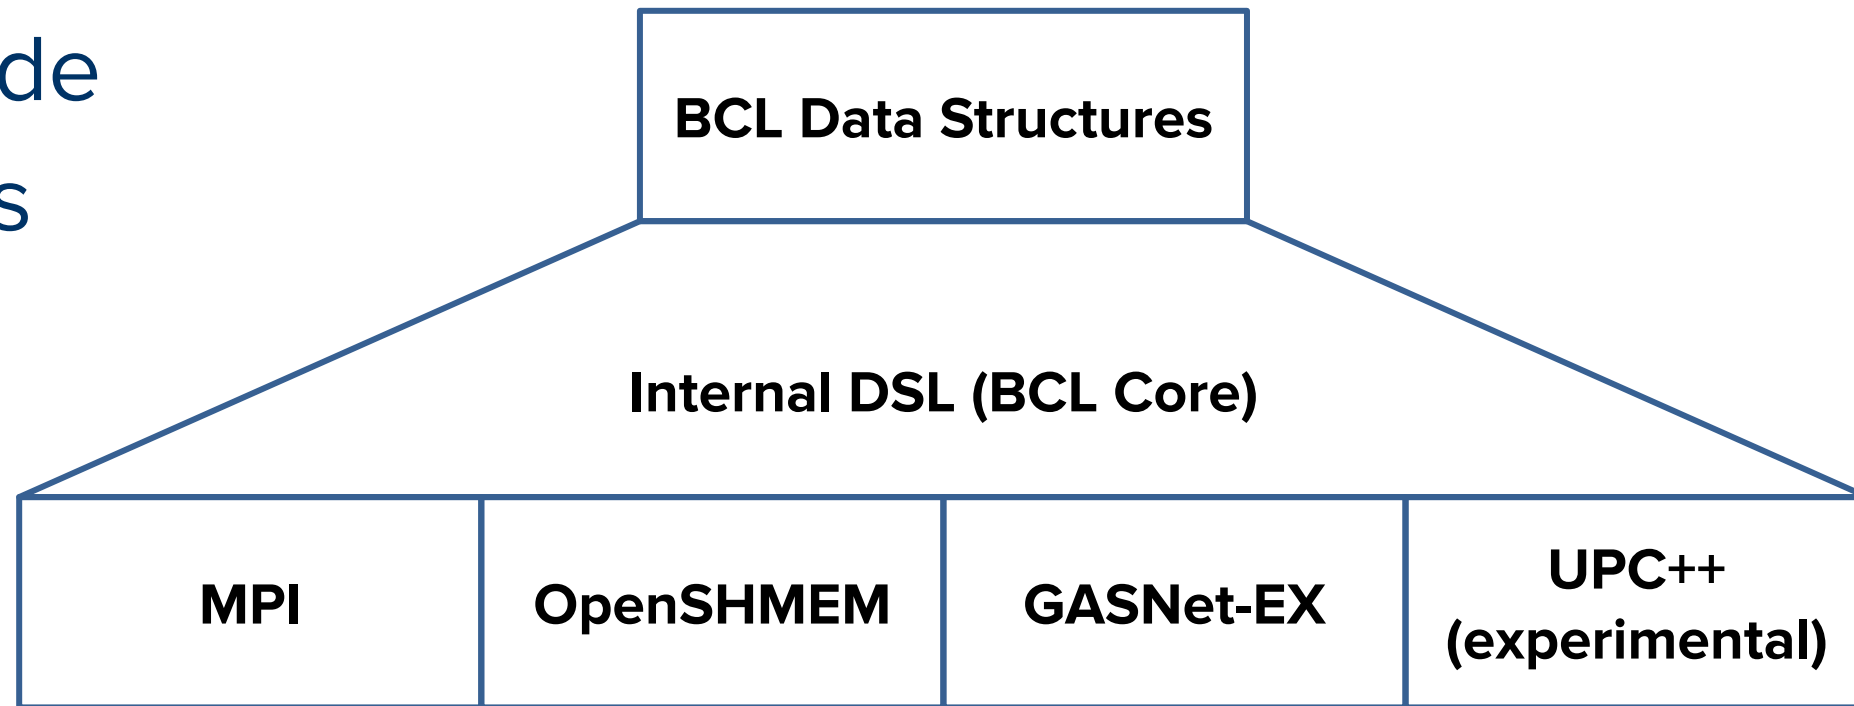 de
s
BCL Data Structures
Internal DSL (BCL Core)
MPI
OpenSHMEM
GASNet-EX
UPC++
(experimental)